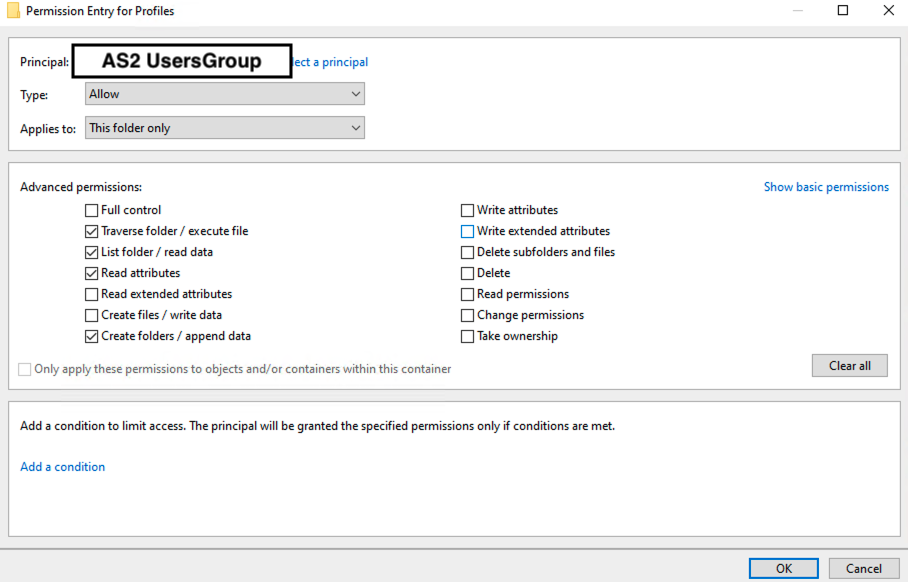 Permission Entry for Profiles
Principal: AS2 UsersGroup lect a principal
Type: Allow
Applies to: This folder only
Advanced permissions: Show basic permissions
Full control Write attributes
Traverse folder / execute file Write extended attributes
List folder / read data Delete subfolders and files
Read attributes Delete
Read extended attributes Read permissions
Create files / write data Change permissions
Create folders / append data Take ownership
Only apply these permissions to objects and/or containers within this container Clear all
Add a condition to limit access. The principal will be granted the specified permissions only if conditions are met.
Add a condition
OK Cancel